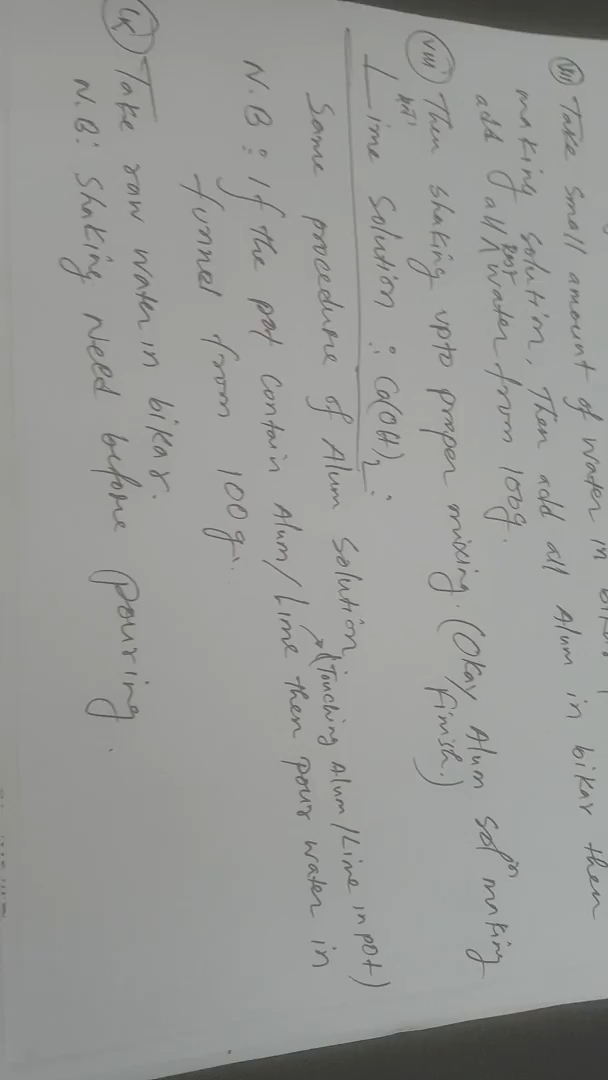 (vii) Take small amount of water in bikar
making solution. Then add all Alum in bikar then
add all rest water from 100g.
(viii) Then shaking upto proper mixing. (Okay Alum solⁿ making
finish.)
Lime Solution : Ca(OH)₂ :
Same procedure of Alum solution
(Touching Alum/Lime in pot)
N.B : If the pot contain Alum/Lime then pour water in
funnel from 100g.
(ix) Take raw water in bikar.
N.B: Shaking need before pouring.